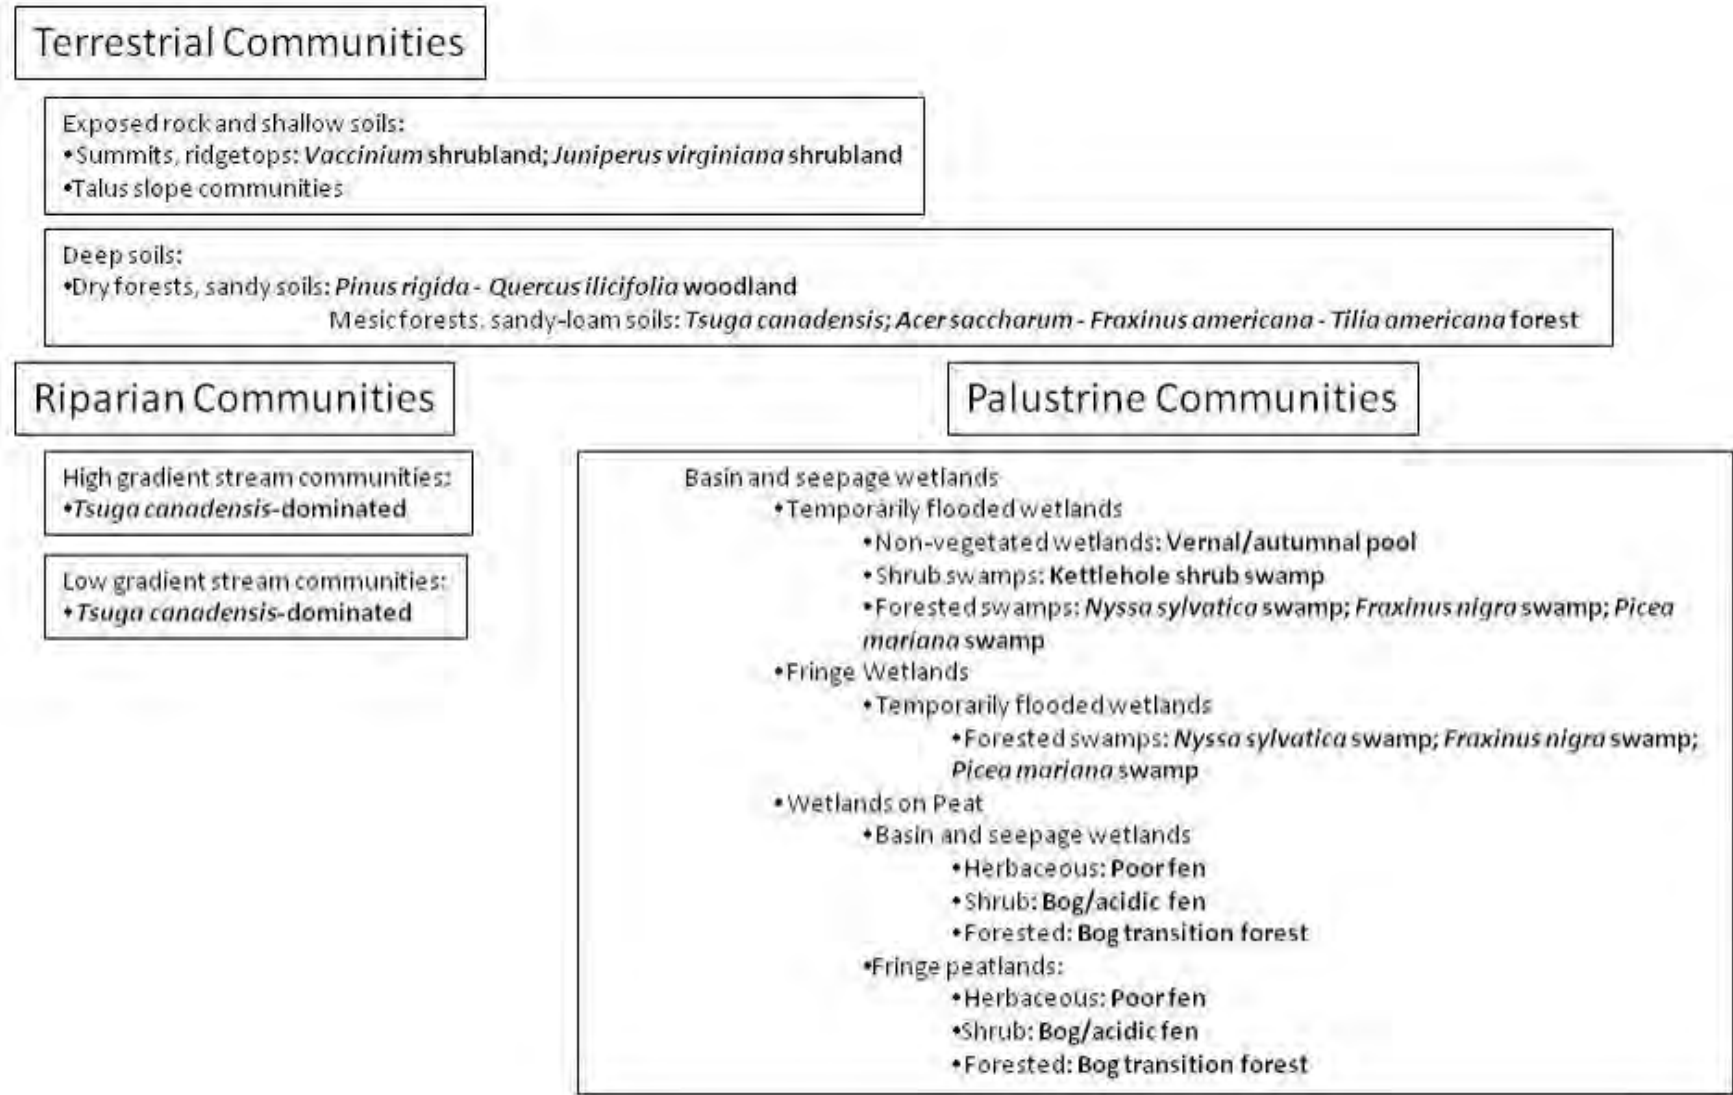 Terrestrial Communities
Exposed rock and shallow soils:
•Summits, ridgetops: Vaccinium shrubland; Juniperus virginiana shrubland
•Talus slope communities
Deep soils:
•Dry forests, sandy soils: Pinus rigida - Quercus ilicifolia woodland
Mesic forests, sandy-loam soils: Tsuga canadensis; Acer saccharum - Fraxinus americana - Tilia americana forest
Riparian Communities
High gradient stream communities:
•Tsuga canadensis-dominated
Low gradient stream communities:
•Tsuga canadensis-dominated
Palustrine Communities
Basin and seepage wetlands
•Temporarily flooded wetlands
•Non-vegetated wetlands: Vernal/autumnal pool
•Shrub swamps: Kettlehole shrub swamp
•Forested swamps: Nyssa sylvatica swamp; Fraxinus nigra swamp; Picea
mariana swamp
•Fringe Wetlands
•Temporarily flooded wetlands
•Forested swamps: Nyssa sylvatica swamp; Fraxinus nigra swamp;
Picea mariana swamp
•Wetlands on Peat
•Basin and seepage wetlands
•Herbaceous: Poor fen
•Shrub: Bog/acidic fen
•Forested: Bog transition forest
•Fringe peatlands:
•Herbaceous: Poor fen
•Shrub: Bog/acidic fen
•Forested: Bog transition forest